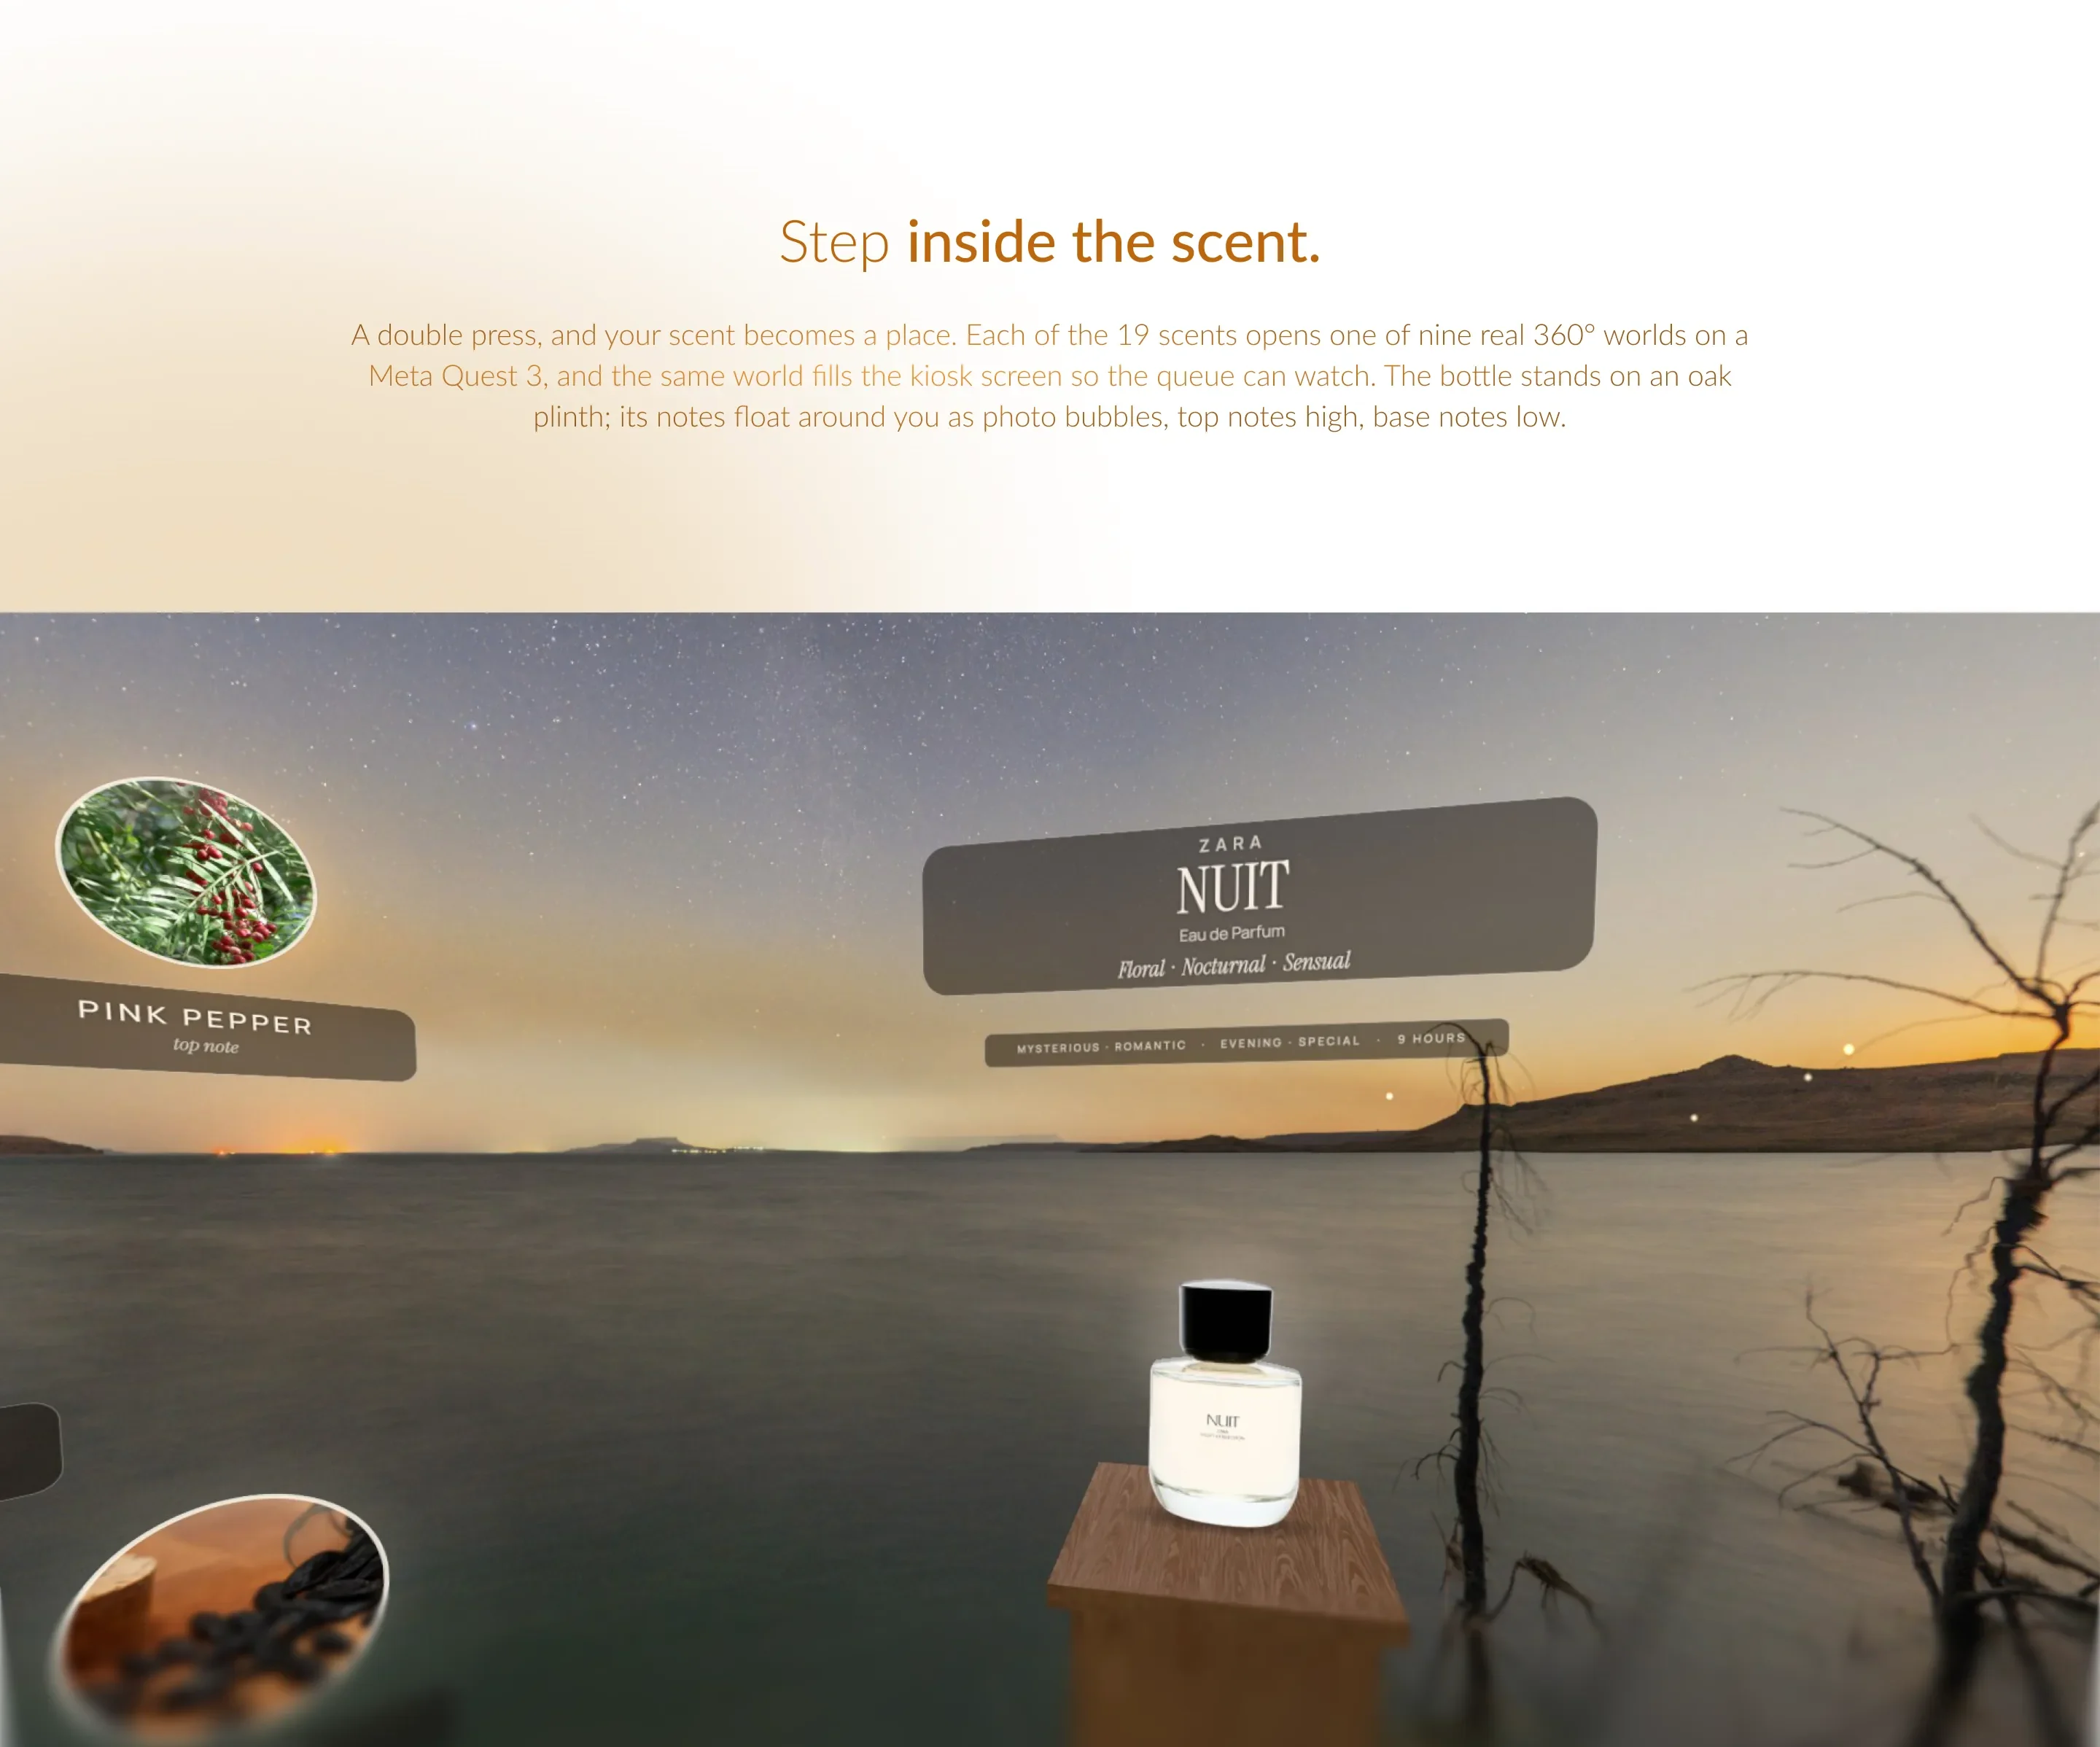 Step inside the scent.
A double press, and your scent becomes a place. Each of the 19 scents opens one of nine real 360° worlds on a
Meta Quest 3, and the same world fills the kiosk screen so the queue can watch. The bottle stands on an oak
plinth; its notes float around you as photo bubbles, top notes high, base notes low.
ZARA
NUIT
Eau de Parfum
Floral · Nocturnal · Sensual
PINK PEPPER
top note
MYSTERIOUS · ROMANTIC · EVENING · SPECIAL · 9 HOURS
NUIT